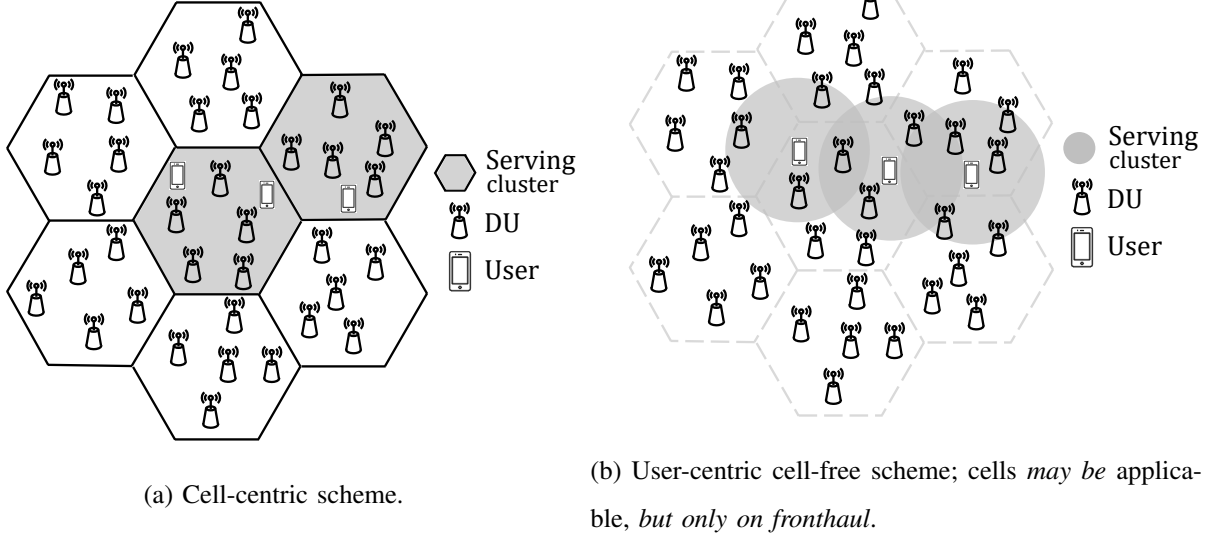 Serving
cluster
DU
User
(a) Cell-centric scheme.
Serving
cluster
DU
User
(b) User-centric cell-free scheme; cells may be applica-
ble, but only on fronthaul.